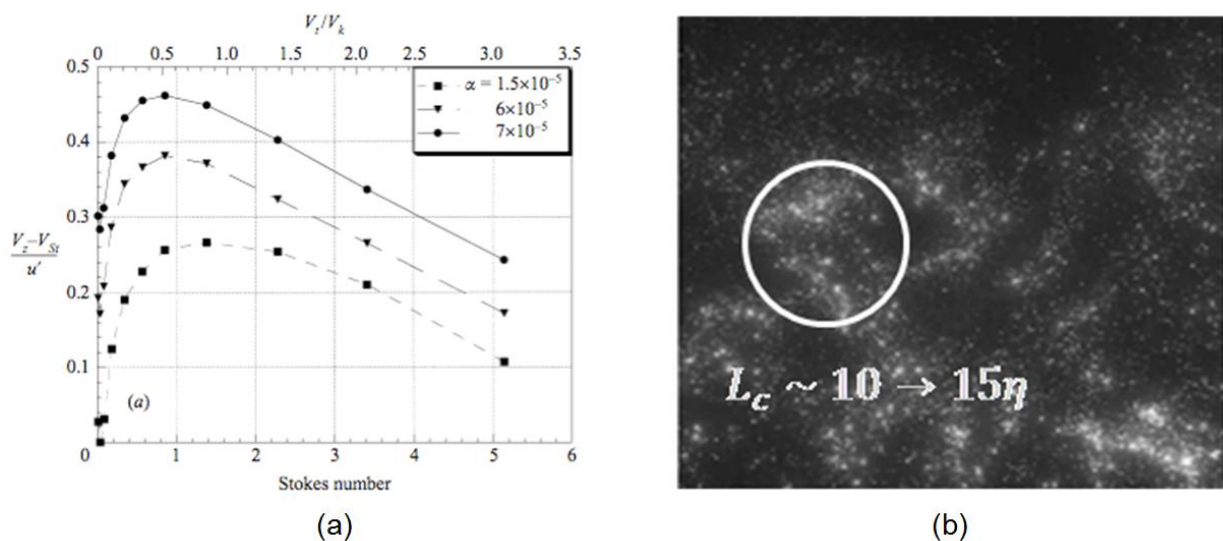 V_t/V_k
0 0.5 1.0 1.5 2.0 2.5 3.0 3.5
0.5
0.4
0.3
0.2
0.1
0
α = 1.5×10⁻⁵
6×10⁻⁵
7×10⁻⁵
V_z–V_St
u'
(a)
0 1 2 3 4 5 6
Stokes number
(a)
L_c ~ 10 → 15η
(b)